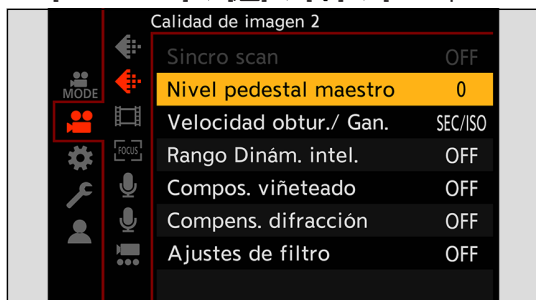 Calidad de imagen 2
Sincro scan OFF
MODE
Nivel pedestal maestro 0
Velocidad obtur./ Gan. SEC/ISO
FOCUS
Rango Dinám. intel. OFF
Compos. viñeteado OFF
Compens. difracción OFF
Ajustes de filtro OFF